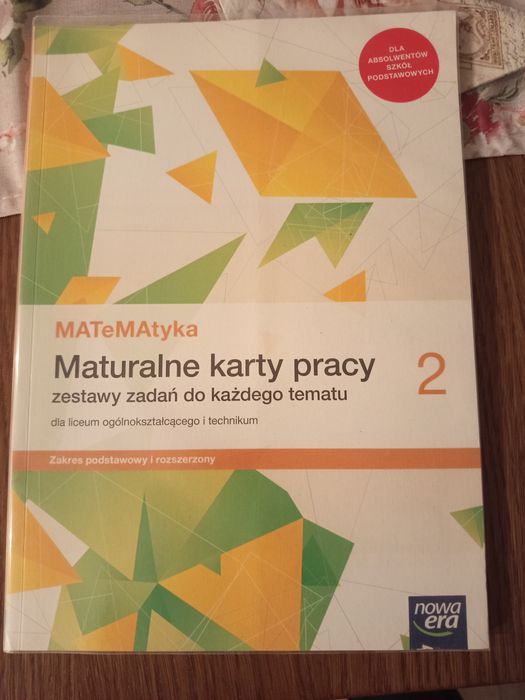 DLA
ABSOLWENTÓW
SZKÓŁ
PODSTAWOWYCH
MATeMAtyka
Maturalne karty pracy 2
zestawy zadań do każdego tematu
dla liceum ogólnokształcącego i technikum
Zakres podstawowy i rozszerzony
nowa
era